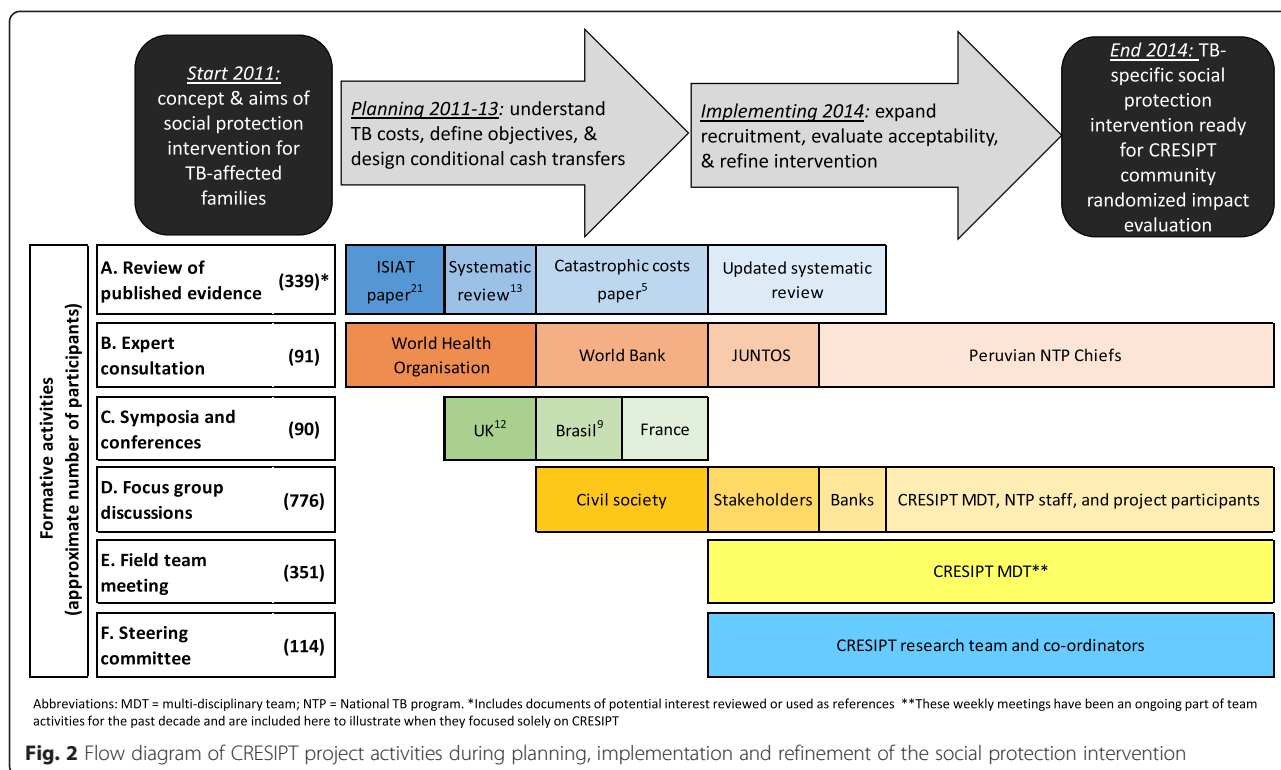 Start 2011:
concept & aims of
social protection
intervention for
TB-affected
families
Planning 2011-13: understand
TB costs, define objectives, &
design conditional cash transfers
Implementing 2014: expand
recruitment, evaluate acceptability,
& refine intervention
End 2014: TB-
specific social
protection
intervention ready
for CRESIPT
community
randomized impact
evaluation
Formative activities
(approximate number of participants)
A. Review of
published evidence
(339)*
ISIAT
paper21
Systematic
review13
Catastrophic costs
paper5
Updated systematic
review
B. Expert
consultation
(91)
World Health
Organisation
World Bank
JUNTOS
Peruvian NTP Chiefs
C. Symposia and
conferences
(90)
UK12
Brasil9
France
D. Focus group
discussions
(776)
Civil society
Stakeholders
Banks
CRESIPT MDT, NTP staff, and project participants
E. Field team
meeting
(351)
CRESIPT MDT**
F. Steering
committee
(114)
CRESIPT research team and co-ordinators
Abbreviations: MDT = multi-disciplinary team; NTP = National TB program. *Includes documents of potential interest reviewed or used as references **These weekly meetings have been an ongoing part of team
activities for the past decade and are included here to illustrate when they focused solely on CRESIPT
Fig. 2 Flow diagram of CRESIPT project activities during planning, implementation and refinement of the social protection intervention